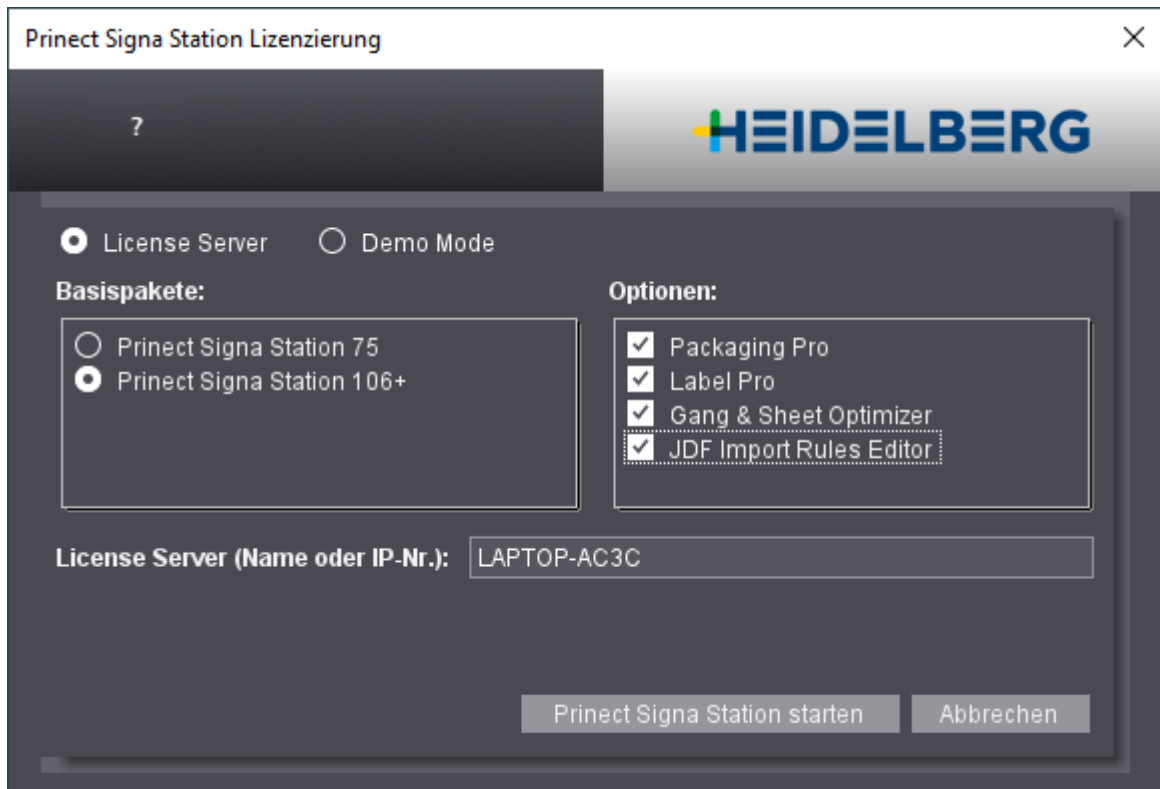 Prinect Signa Station Lizenzierung
?
HEIDELBERG
License Server Demo Mode
Basispakete:
Prinect Signa Station 75
Prinect Signa Station 106+
Optionen:
Packaging Pro
Label Pro
Gang & Sheet Optimizer
JDF Import Rules Editor
License Server (Name oder IP-Nr.): LAPTOP-AC3C
Prinect Signa Station starten Abbrechen